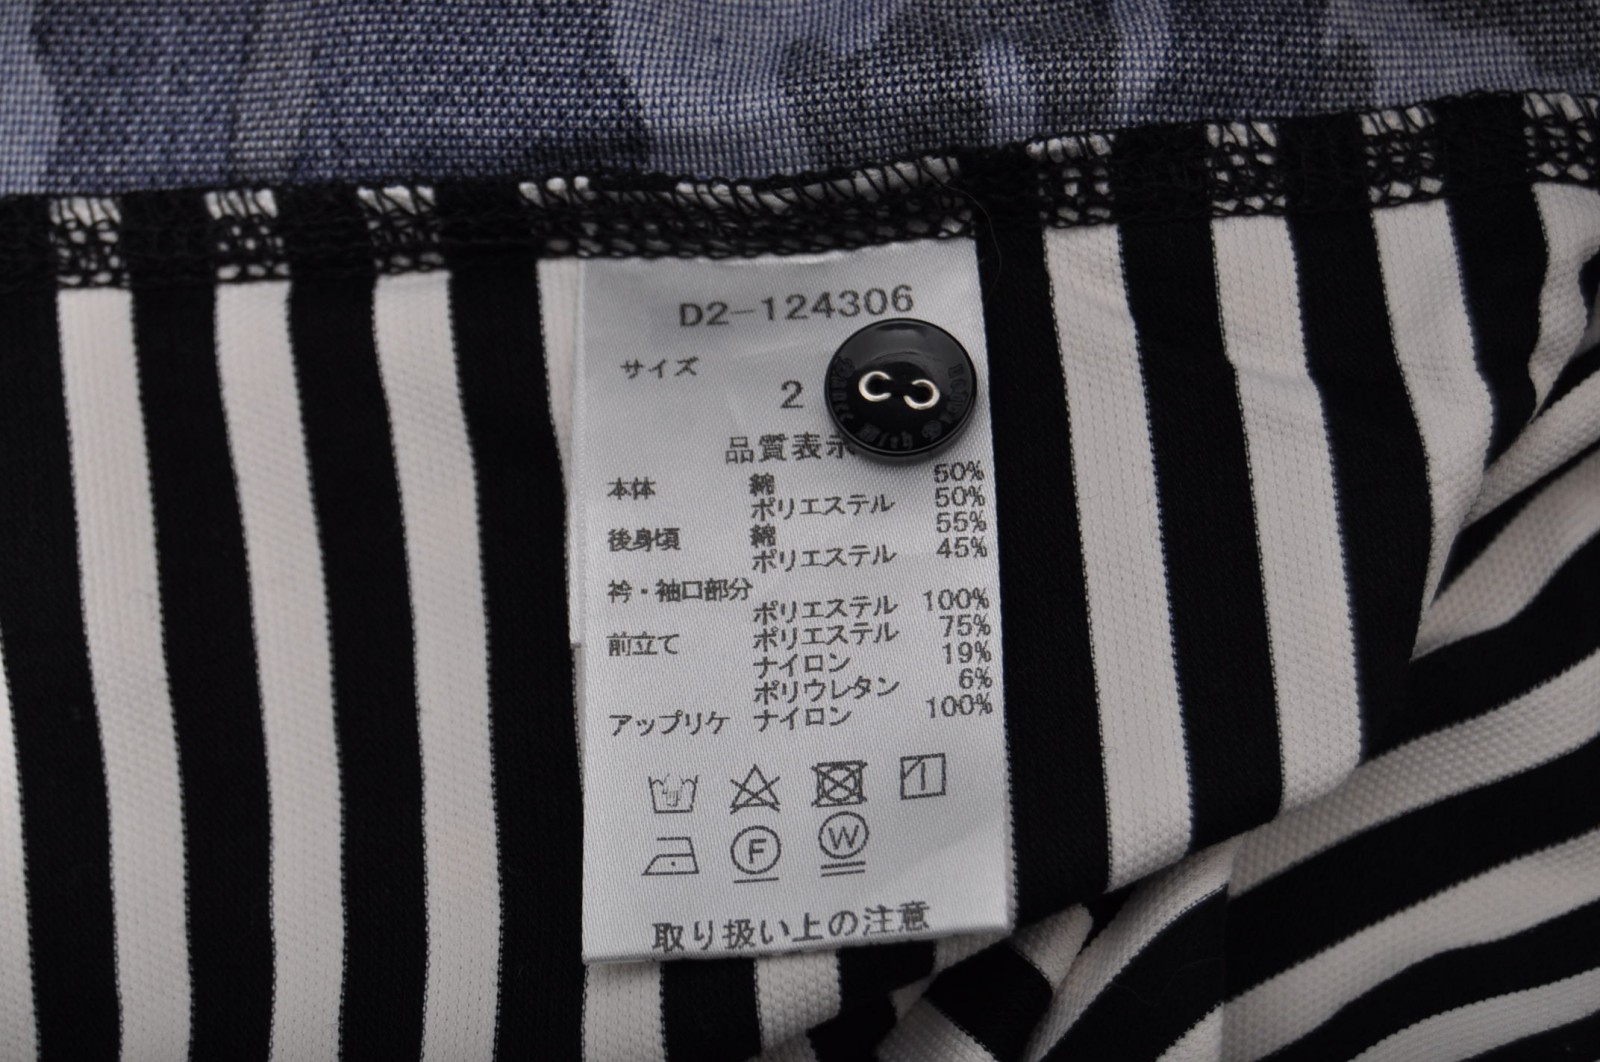 D2-124306
サイズ
2
品質表示
本体 綿 50%
ポリエステル 50%
後身頃 綿 55%
ポリエステル 45%
衿・袖口部分
ポリエステル 100%
前立て ポリエステル 75%
ナイロン 19%
ポリウレタン 6%
アップリケ ナイロン 100%
F W
取り扱い上の注意